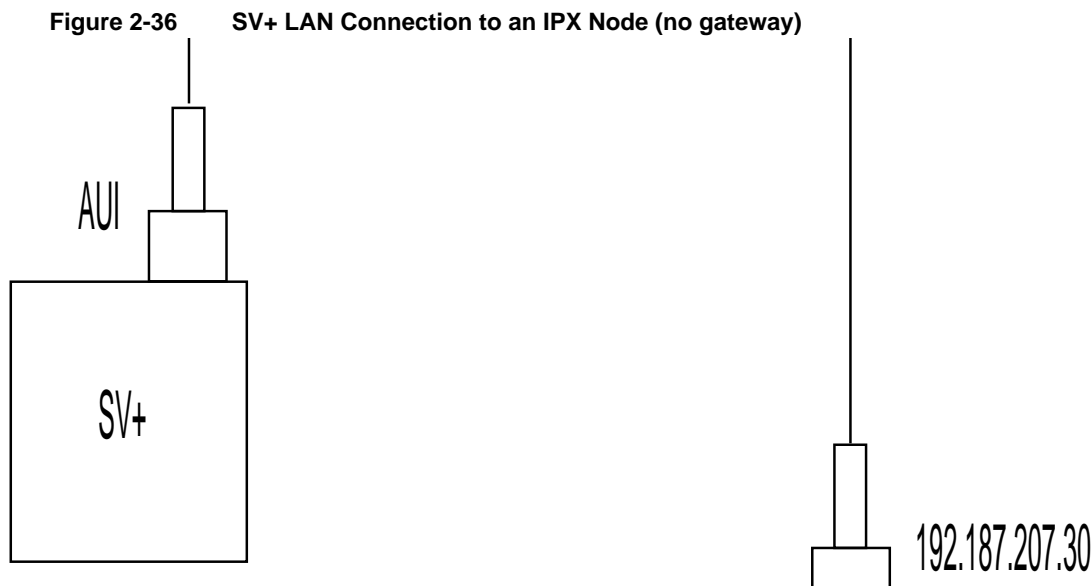 Figure 2-36 SV+ LAN Connection to an IPX Node (no gateway)
AUI
SV+
192.187.207.30